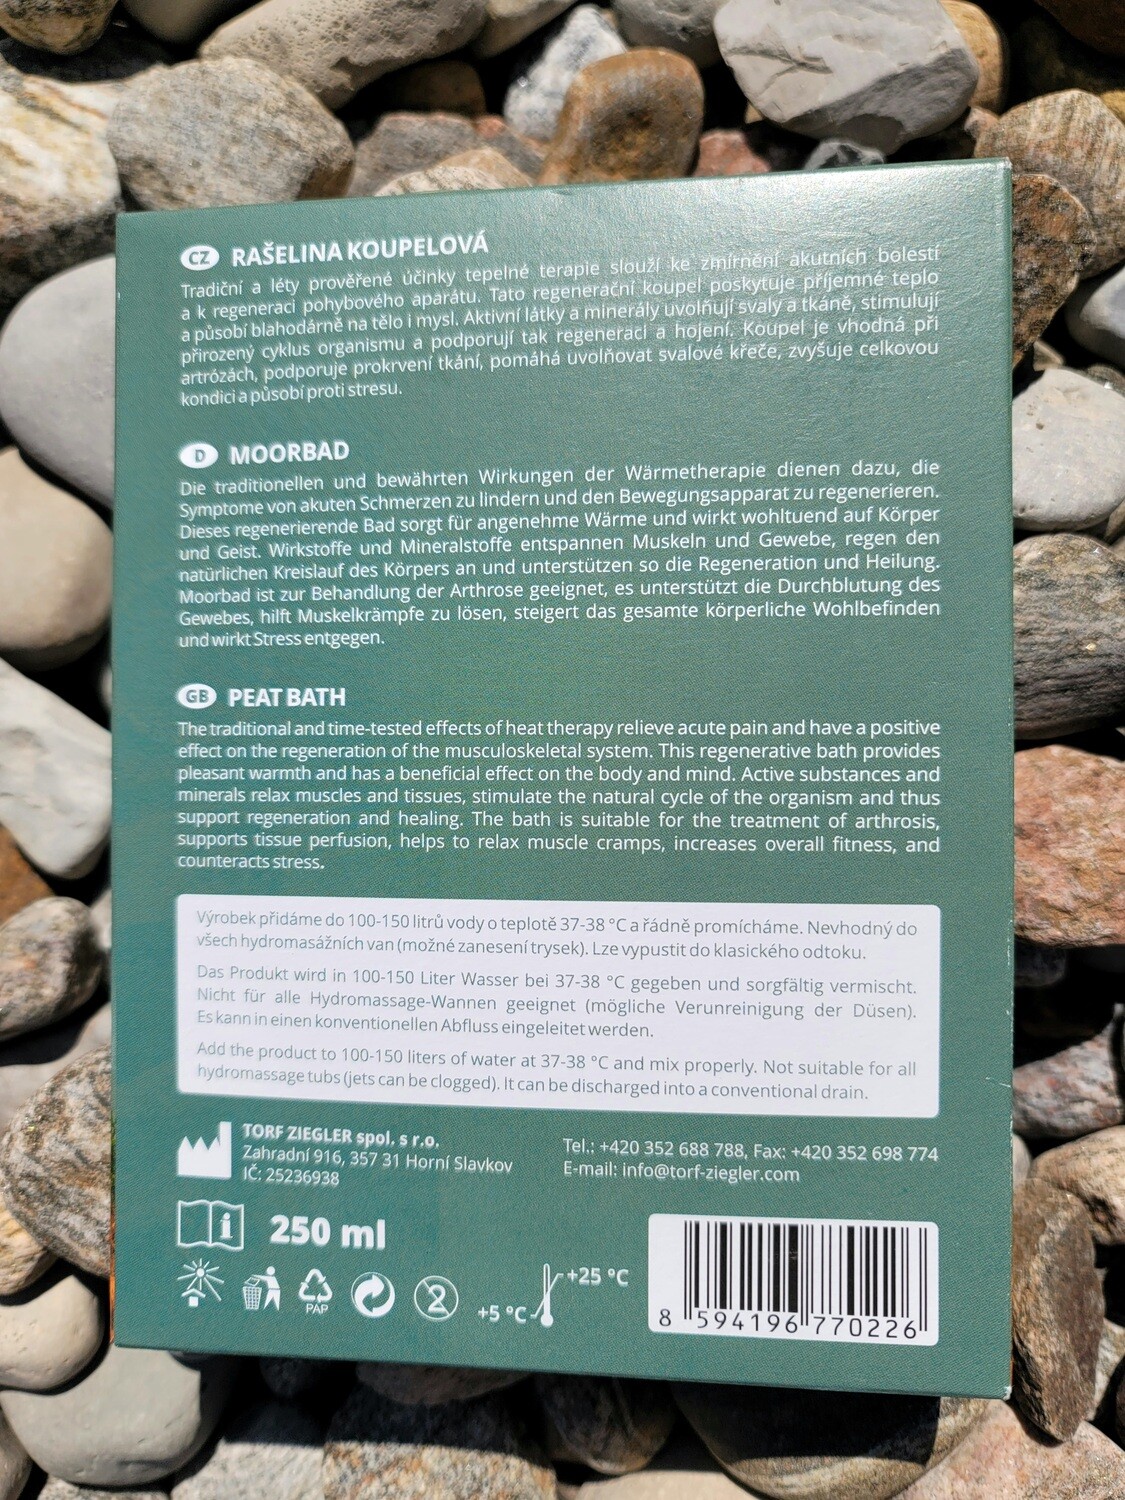 CZ RAŠELINA KOUPELOVÁ
Tradiční a léty prověřené účinky tepelné terapie slouží ke zmírnění akutních bolestí
a k regeneraci pohybového aparátu. Tato regenerační koupel poskytuje příjemné teplo
a působí blahodárně na tělo i mysl. Aktivní látky a minerály uvolňují svaly a tkáně, stimulují
přirozený cyklus organismu a podporují tak regeneraci a hojení. Koupel je vhodná při
artrózách, podporuje prokrvení tkání, pomáhá uvolňovat svalové křeče, zvyšuje celkovou
kondici a působí proti stresu.
D MOORBAD
Die traditionellen und bewährten Wirkungen der Wärmetherapie dienen dazu, die
Symptome von akuten Schmerzen zu lindern und den Bewegungsapparat zu regenerieren.
Dieses regenerierende Bad sorgt für angenehme Wärme und wirkt wohltuend auf Körper
und Geist. Wirkstoffe und Mineralstoffe entspannen Muskeln und Gewebe, regen den
natürlichen Kreislauf des Körpers an und unterstützen so die Regeneration und Heilung.
Moorbad ist zur Behandlung der Arthrose geeignet, es unterstützt die Durchblutung des
Gewebes, hilft Muskelkrämpfe zu lösen, steigert das gesamte körperliche Wohlbefinden
und wirkt Stress entgegen.
GB PEAT BATH
The traditional and time-tested effects of heat therapy relieve acute pain and have a positive
effect on the regeneration of the musculoskeletal system. This regenerative bath provides
pleasant warmth and has a beneficial effect on the body and mind. Active substances and
minerals relax muscles and tissues, stimulate the natural cycle of the organism and thus
support regeneration and healing. The bath is suitable for the treatment of arthrosis,
supports tissue perfusion, helps to relax muscle cramps, increases overall fitness, and
counteracts stress.
Výrobek přidáme do 100-150 litrů vody o teplotě 37-38 °C a řádně promícháme. Nevhodný do
všech hydromasážních van (možné zanesení trysek). Lze vypustit do klasického odtoku.
Das Produkt wird in 100-150 Liter Wasser bei 37-38 °C gegeben und sorgfältig vermischt.
Nicht für alle Hydromassage-Wannen geeignet (mögliche Verunreinigung der Düsen).
Es kann in einen konventionellen Abfluss eingeleitet werden.
Add the product to 100-150 liters of water at 37-38 °C and mix properly. Not suitable for all
hydromassage tubs (jets can be clogged). It can be discharged into a conventional drain.
TORF ZIEGLER spol. s r.o.
Zahradní 916, 357 31 Horní Slavkov
IČ: 25236938
Tel.: +420 352 688 788, Fax: +420 352 698 774
E-mail: info@torf-ziegler.com
i 250 ml
PAP
2
+5 °C
+25 °C
8 594196 770226